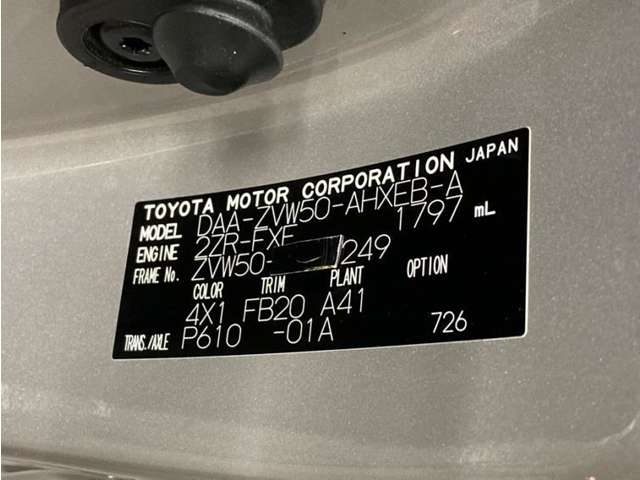 TOYOTA MOTOR CORPORATION JAPAN
MODEL DAA-ZVW50-AHXEB-A
ENGINE 2ZR-FXE 1797 mL
FRAME No. ZVW50- 249
COLOR TRIM PLANT OPTION
4X1 FB20 A41
TRANS./AXLE P610 -01A 726